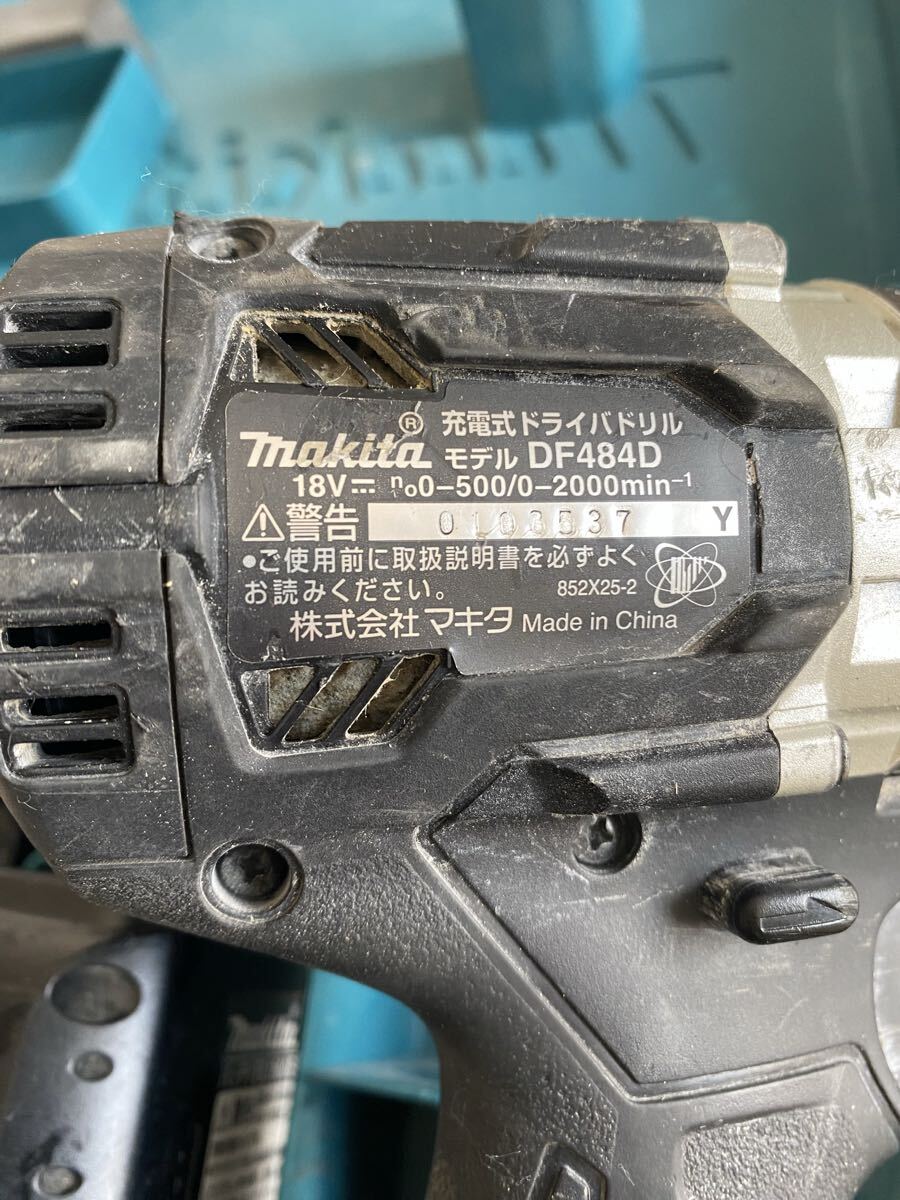 makita® 充電式ドライバドリル
モデル DF484D
18V⎓ n₀0-500/0-2000min⁻¹
⚠警告 0103537 Y
●ご使用前に取扱説明書を必ずよく
お読みください。 852X25-2
株式会社マキタ Made in China